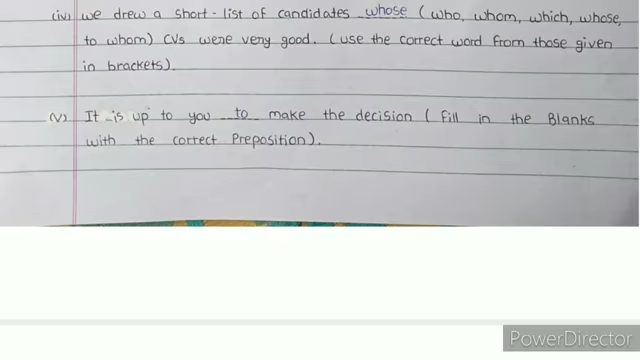 (iv) we drew a short-list of candidates whose (who, whom, which, whose,
to whom) CVs were very good. (use the correct word from those given
in brackets).
(V) It is up to you to make the decision ( Fill in the Blanks
with the correct Preposition).
PowerDirector